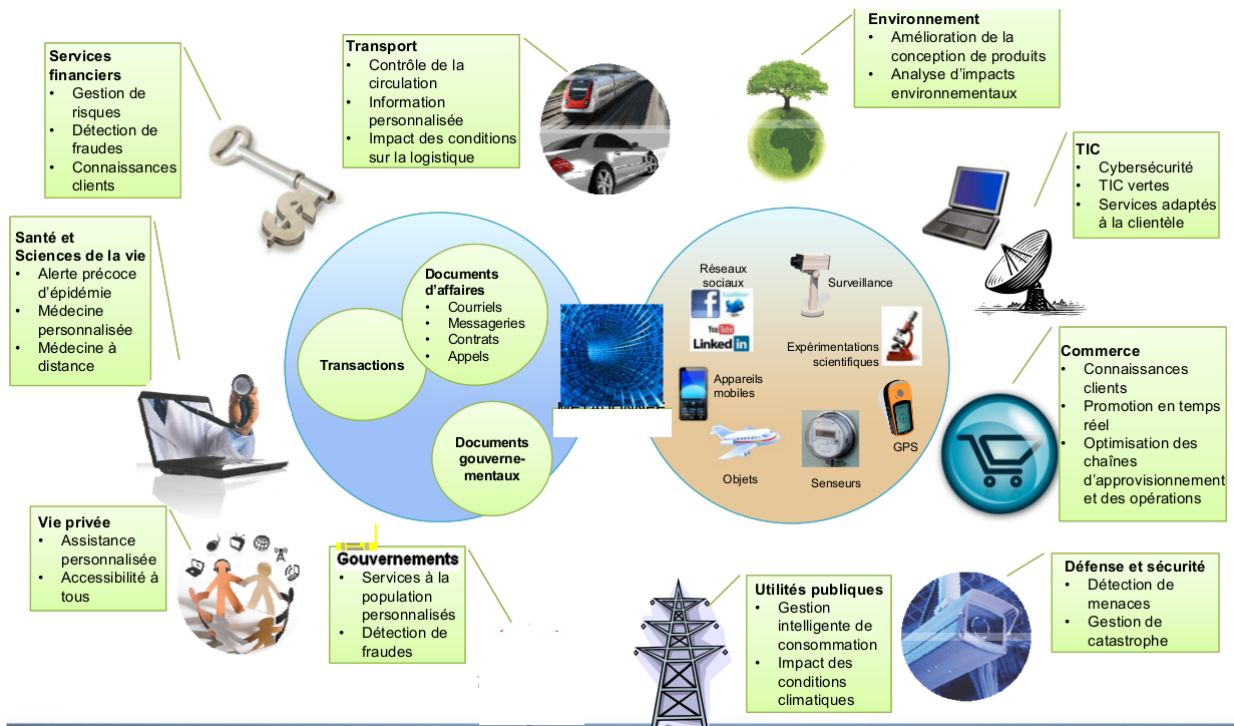 Services
financiers
• Gestion de
risques
• Détection de
fraudes
• Connaissances
clients
Transport
• Contrôle de la
circulation
• Information
personnalisée
• Impact des conditions
sur la logistique
Environnement
• Amélioration de la
conception de produits
• Analyse d'impacts
environnementaux
TIC
• Cybersécurité
• TIC vertes
• Services adaptés
à la clientèle
Santé et
Sciences de la vie
• Alerte précoce
d'épidémie
• Médecine
personnalisée
• Médecine à
distance
Transactions
Documents
d'affaires
• Courriels
• Messageries
• Contrats
• Appels
Documents
gouverne-
mentaux
Réseaux
sociaux
twitter
You Tube
Linked in
Surveillance
Expérimentations
scientifiques
Appareils
mobiles
GPS
Objets
Senseurs
Commerce
• Connaissances
clients
• Promotion en temps
réel
• Optimisation des
chaînes
d'approvisionnement
et des opérations
Vie privée
• Assistance
personnalisée
• Accessibilité à
tous
Gouvernements
• Services à la
population
personnalisés
• Détection de
fraudes
Utilités publiques
• Gestion
intelligente de
consommation
• Impact des
conditions
climatiques
Défense et sécurité
• Détection de
menaces
• Gestion de
catastrophe